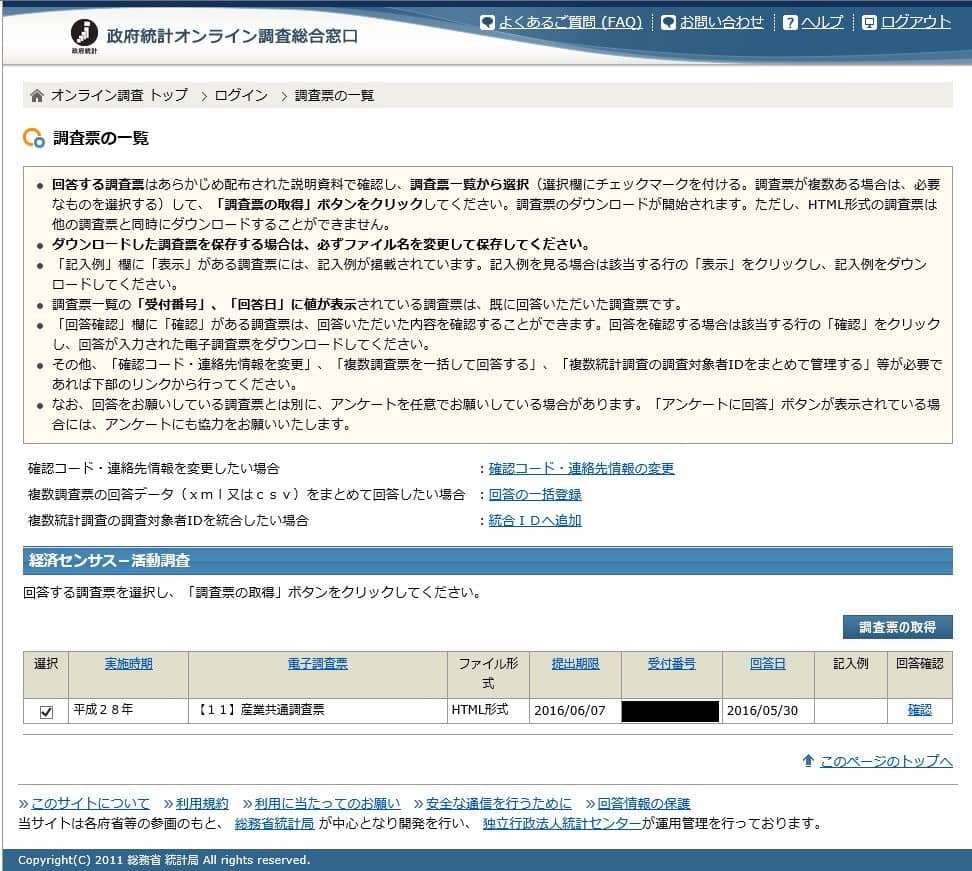 政府統計
政府統計オンライン調査総合窓口
よくあるご質問 (FAQ) お問い合わせ ヘルプ ログアウト
オンライン調査 トップ > ログイン > 調査票の一覧
調査票の一覧
● 回答する調査票はあらかじめ配布された説明資料で確認し、調査票一覧から選択（選択欄にチェックマークを付ける。調査票が複数ある場合は、必要
なものを選択する）して、「調査票の取得」ボタンをクリックしてください。調査票のダウンロードが開始されます。ただし、HTML形式の調査票は
他の調査票と同時にダウンロードすることができません。
● ダウンロードした調査票を保存する場合は、必ずファイル名を変更して保存してください。
● 「記入例」欄に「表示」がある調査票には、記入例が掲載されています。記入例を見る場合は該当する行の「表示」をクリックし、記入例をダウン
ロードしてください。
● 調査票一覧の「受付番号」、「回答日」に値が表示されている調査票は、既に回答いただいた調査票です。
● 「回答確認」欄に「確認」がある調査票は、回答いただいた内容を確認することができます。回答を確認する場合は該当する行の「確認」をクリック
し、回答が入力された電子調査票をダウンロードしてください。
● その他、「確認コード・連絡先情報を変更」、「複数調査票を一括して回答する」、「複数統計調査の調査対象者IDをまとめて管理する」等が必要で
あれば下部のリンクから行ってください。
● なお、回答をお願いしている調査票とは別に、アンケートを任意でお願いしている場合があります。「アンケートに回答」ボタンが表示されている場
合には、アンケートにも協力をお願いいたします。
確認コード・連絡先情報を変更したい場合 ：確認コード・連絡先情報の変更
複数調査票の回答データ（ｘｍｌ又はｃｓｖ）をまとめて回答したい場合 ：回答の一括登録
複数統計調査の調査対象者IDを統合したい場合 ：統合ＩＤへ追加
経済センサス－活動調査
回答する調査票を選択し、「調査票の取得」ボタンをクリックしてください。
調査票の取得
選択 実施時期 電子調査票 ファイル形式 提出期限 受付番号 回答日 記入例 回答確認
平成２８年 【１１】産業共通調査票 HTML形式 2016/06/07 2016/05/30 確認
このページのトップへ
»このサイトについて »利用規約 »利用に当たってのお願い »安全な通信を行うために »回答情報の保護
当サイトは各府省等の参画のもと、 総務省統計局 が中心となり開発を行い、 独立行政法人統計センターが運用管理を行っております。
Copyright(C) 2011 総務省 統計局 All rights reserved.